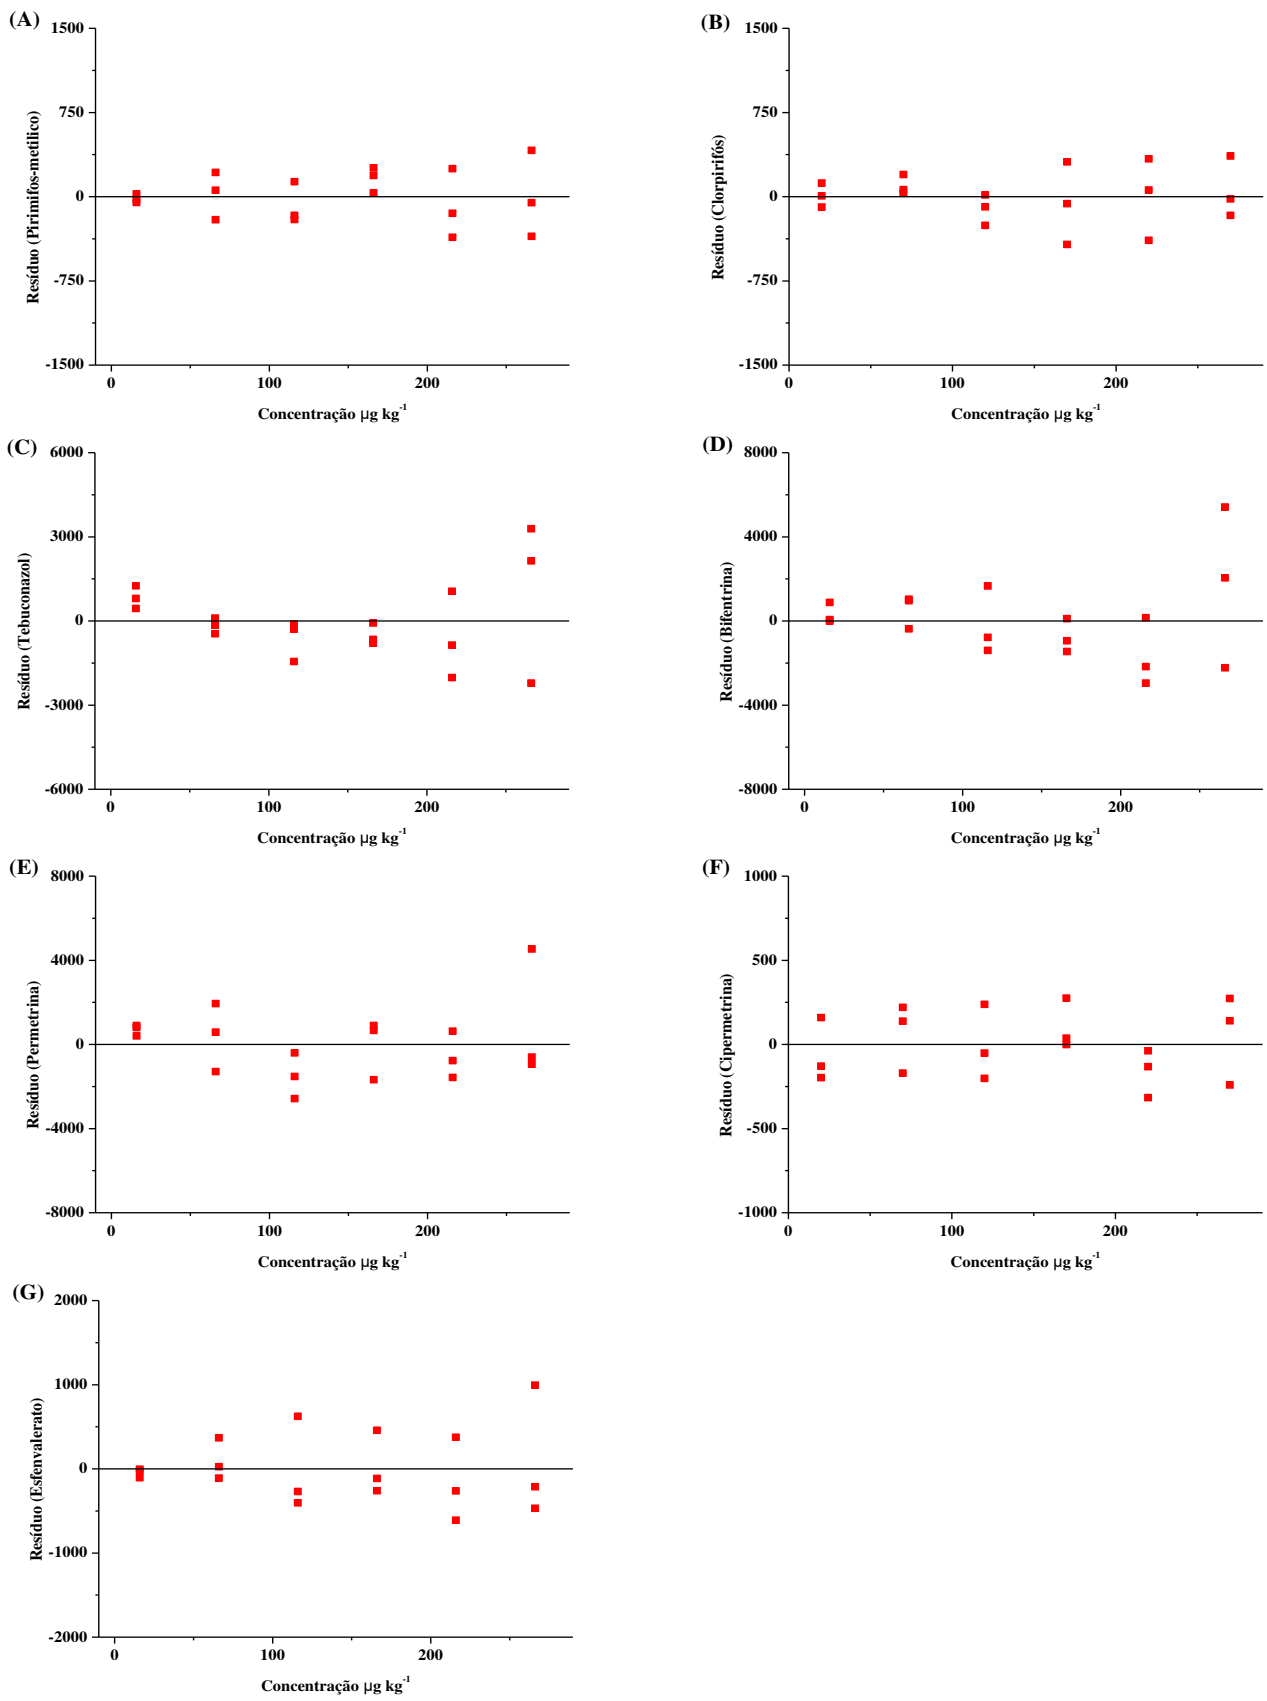 (A)
1500
750
0
-750
-1500
Resíduo (Pirimifos-metilico)
0
100
200
Concentração µg kg-1
(B)
1500
750
0
-750
-1500
Resíduo (Clorpirifós)
0
100
200
Concentração µg kg-1
(C)
6000
3000
0
-3000
-6000
Resíduo (Tebuconazol)
0
100
200
Concentração µg kg-1
(D)
8000
4000
0
-4000
-8000
Resíduo (Bifentrina)
0
100
200
Concentração µg kg-1
(E)
8000
4000
0
-4000
-8000
Resíduo (Permetrina)
0
100
200
Concentração µg kg-1
(F)
1000
500
0
-500
-1000
Resíduo (Cipermetrina)
0
100
200
Concentração µg kg-1
(G)
2000
1000
0
-1000
-2000
Resíduo (Esfenvalerato)
0
100
200
Concentração µg kg-1